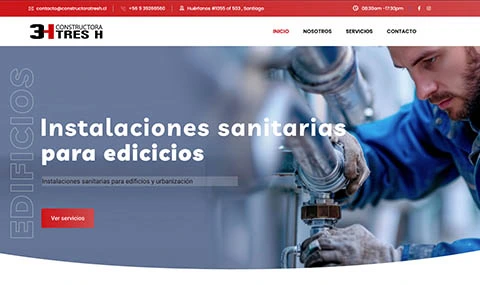 contacto@constructoratresh.cl
+56 9 39269560
Huérfanos #1055 of 503, Santiago
08:30am -17:30pm
3H CONSTRUCTORA
TRES H
INICIO
NOSOTROS
SERVICIOS
CONTACTO
EDIFICIOS
Instalaciones sanitarias
para edicicios
Instalaciones sanitarias para edificios y urbanización
Ver servicios